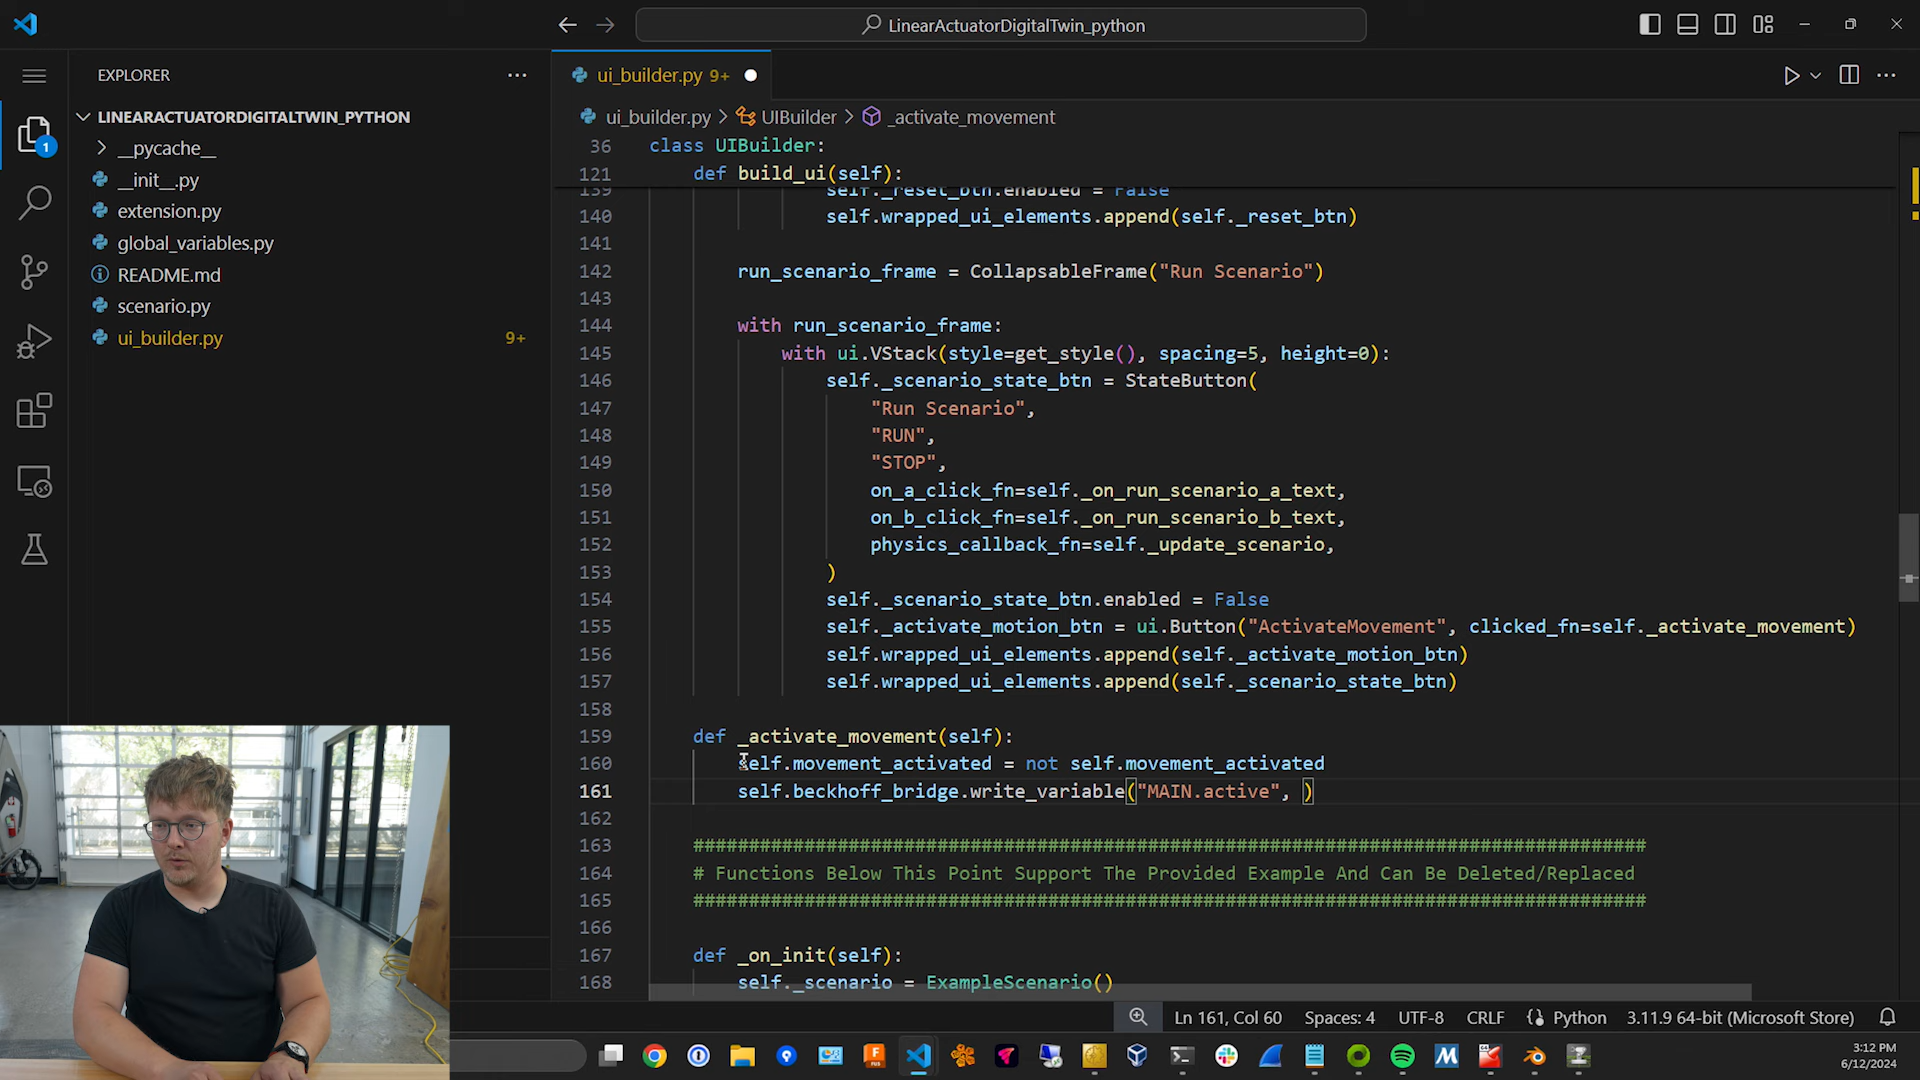 LinearActuatorDigitalTwin_python
EXPLORER
LINEARACTUATORDIGITALTWIN_PYTHON
__pycache__
__init__.py
extension.py
global_variables.py
README.md
scenario.py
ui_builder.py 9+
1
ui_builder.py 9+
ui_builder.py > UIBuilder > _activate_movement
36 class UIBuilder:
121 def build_ui(self):
139 self._reset_btn.enabled = False
140 self.wrapped_ui_elements.append(self._reset_btn)
141
142 run_scenario_frame = CollapsableFrame("Run Scenario")
143
144 with run_scenario_frame:
145 with ui.VStack(style=get_style(), spacing=5, height=0):
146 self._scenario_state_btn = StateButton(
147 "Run Scenario",
148 "RUN",
149 "STOP",
150 on_a_click_fn=self._on_run_scenario_a_text,
151 on_b_click_fn=self._on_run_scenario_b_text,
152 physics_callback_fn=self._update_scenario,
153 )
154 self._scenario_state_btn.enabled = False
155 self._activate_motion_btn = ui.Button("ActivateMovement", clicked_fn=self._activate_movement)
156 self.wrapped_ui_elements.append(self._activate_motion_btn)
157 self.wrapped_ui_elements.append(self._scenario_state_btn)
158
159 def _activate_movement(self):
160 self.movement_activated = not self.movement_activated
161 self.beckhoff_bridge.write_variable("MAIN.active", )
162
163 ######################################################################################
164 # Functions Below This Point Support The Provided Example And Can Be Deleted/Replaced
165 ######################################################################################
166
167 def _on_init(self):
168 self._scenario = ExampleScenario()
Ln 161, Col 60 Spaces: 4 UTF-8 CRLF Python 3.11.9 64-bit (Microsoft Store)
3:12 PM
6/12/2024